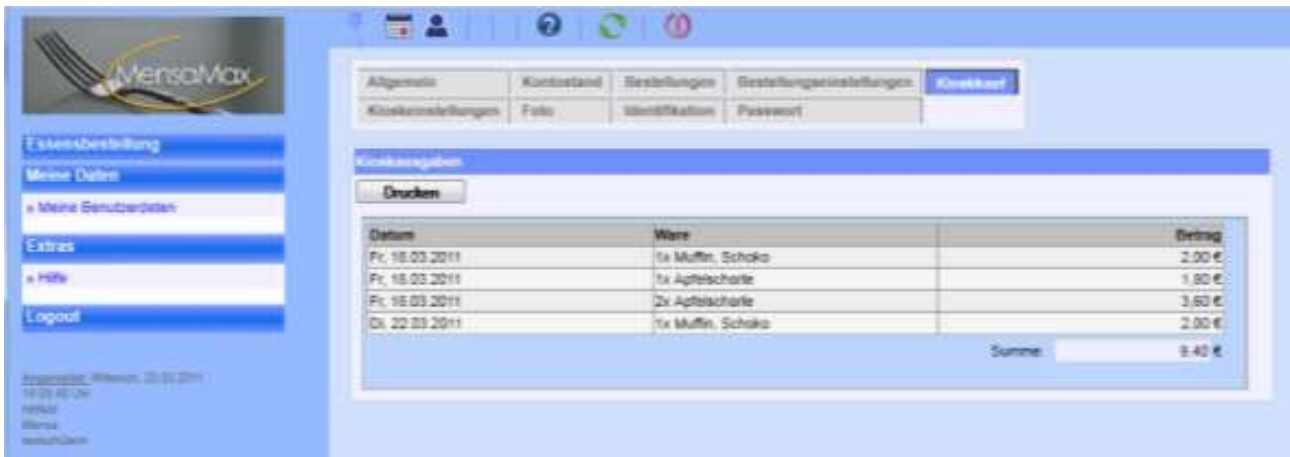 MensaMax
Allgemein Kontostand Bestellungen Bestellungseinstellungen Kioskkauf
Kioskeinstellungen Foto Identifikation Passwort
Essensbestellung
Meine Daten
» Meine Benutzerdaten
Extras
» Hilfe
Logout
Kioskausgaben
Drucken
Datum Ware Betrag
Fr, 18.03.2011 1x Muffin, Schoko 2,00 €
Fr, 18.03.2011 1x Apfelschorle 1,80 €
Fr, 18.03.2011 2x Apfelschorle 3,60 €
Di, 22.03.2011 1x Muffin, Schoko 2,00 €
Summe: 9,40 €
Angemeldet: Mittwoch, 23.03.2011
Mensa